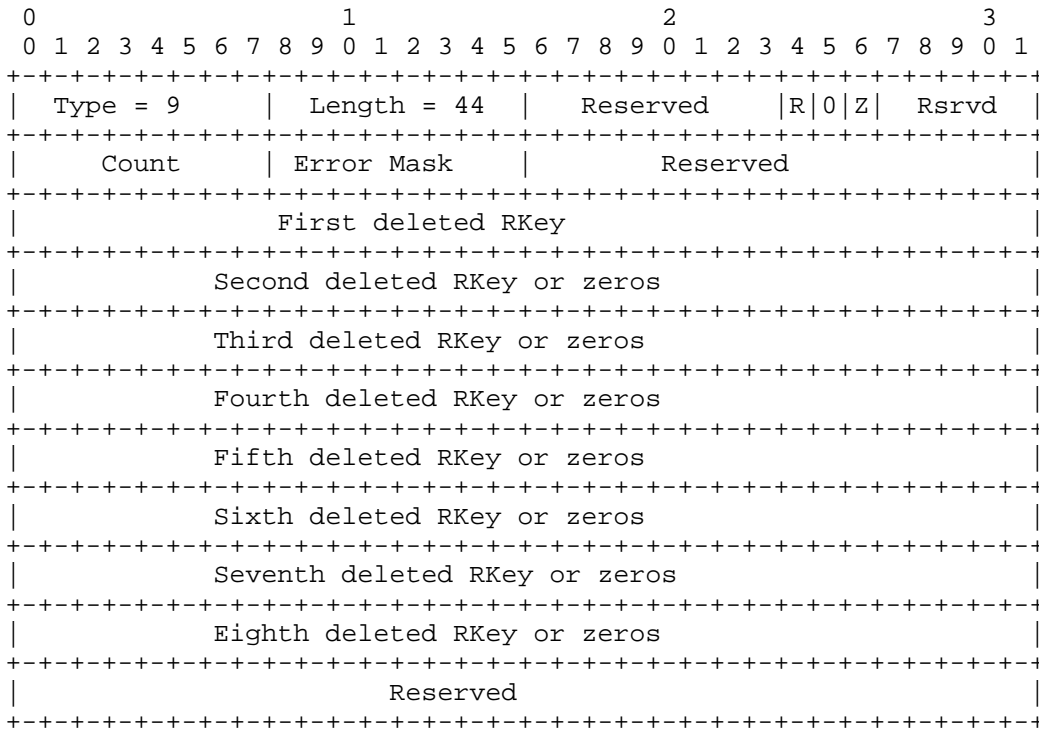 0                   1                   2                   3
 0 1 2 3 4 5 6 7 8 9 0 1 2 3 4 5 6 7 8 9 0 1 2 3 4 5 6 7 8 9 0 1
+-+-+-+-+-+-+-+-+-+-+-+-+-+-+-+-+-+-+-+-+-+-+-+-+-+-+-+-+-+-+-+-+
|  Type = 9     |  Length = 44  |   Reserved    |R|0|Z|  Rsrvd  |
+-+-+-+-+-+-+-+-+-+-+-+-+-+-+-+-+-+-+-+-+-+-+-+-+-+-+-+-+-+-+-+-+
|     Count     | Error Mask    |        Reserved               |
+-+-+-+-+-+-+-+-+-+-+-+-+-+-+-+-+-+-+-+-+-+-+-+-+-+-+-+-+-+-+-+-+
|                First deleted RKey                             |
+-+-+-+-+-+-+-+-+-+-+-+-+-+-+-+-+-+-+-+-+-+-+-+-+-+-+-+-+-+-+-+-+
|            Second deleted RKey or zeros                       |
+-+-+-+-+-+-+-+-+-+-+-+-+-+-+-+-+-+-+-+-+-+-+-+-+-+-+-+-+-+-+-+-+
|            Third deleted RKey or zeros                        |
+-+-+-+-+-+-+-+-+-+-+-+-+-+-+-+-+-+-+-+-+-+-+-+-+-+-+-+-+-+-+-+-+
|            Fourth deleted RKey or zeros                       |
+-+-+-+-+-+-+-+-+-+-+-+-+-+-+-+-+-+-+-+-+-+-+-+-+-+-+-+-+-+-+-+-+
|            Fifth deleted RKey or zeros                        |
+-+-+-+-+-+-+-+-+-+-+-+-+-+-+-+-+-+-+-+-+-+-+-+-+-+-+-+-+-+-+-+-+
|            Sixth deleted RKey or zeros                        |
+-+-+-+-+-+-+-+-+-+-+-+-+-+-+-+-+-+-+-+-+-+-+-+-+-+-+-+-+-+-+-+-+
|            Seventh deleted RKey or zeros                      |
+-+-+-+-+-+-+-+-+-+-+-+-+-+-+-+-+-+-+-+-+-+-+-+-+-+-+-+-+-+-+-+-+
|            Eighth deleted RKey or zeros                       |
+-+-+-+-+-+-+-+-+-+-+-+-+-+-+-+-+-+-+-+-+-+-+-+-+-+-+-+-+-+-+-+-+
|                       Reserved                                |
+-+-+-+-+-+-+-+-+-+-+-+-+-+-+-+-+-+-+-+-+-+-+-+-+-+-+-+-+-+-+-+-+